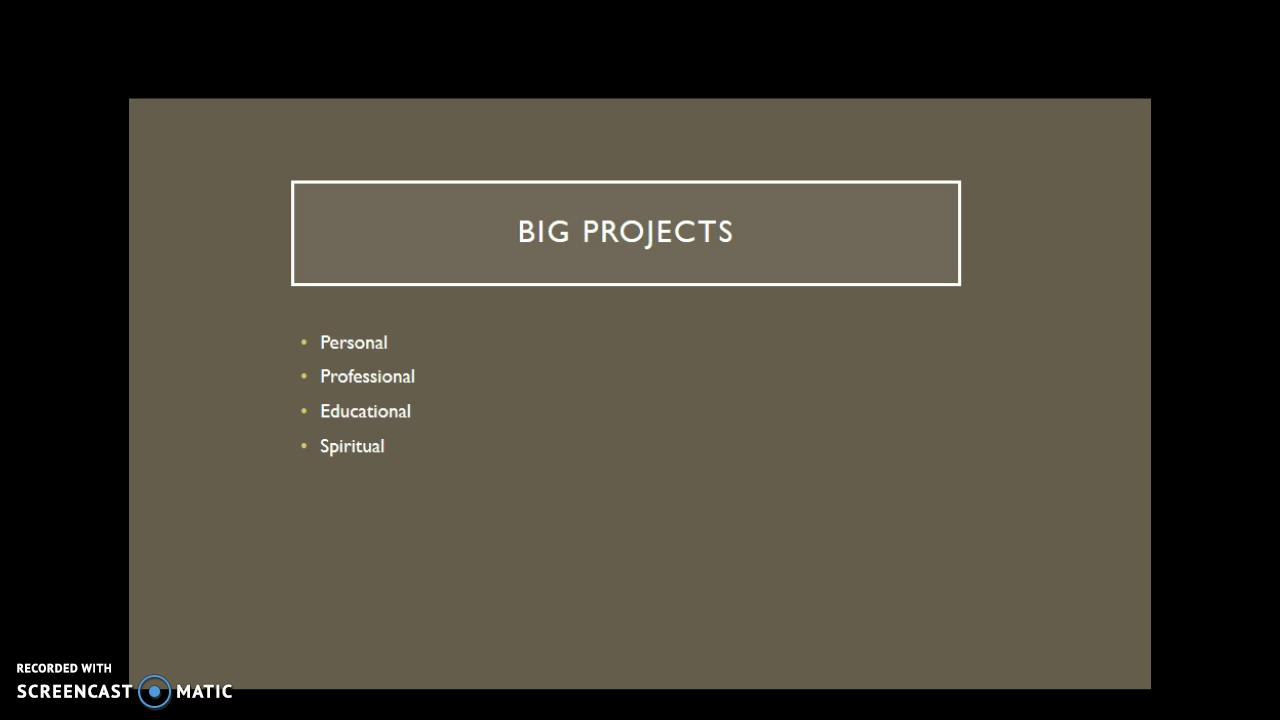 BIG PROJECTS
• Personal
• Professional
• Educational
• Spiritual
RECORDED WITH
SCREENCAST MATIC